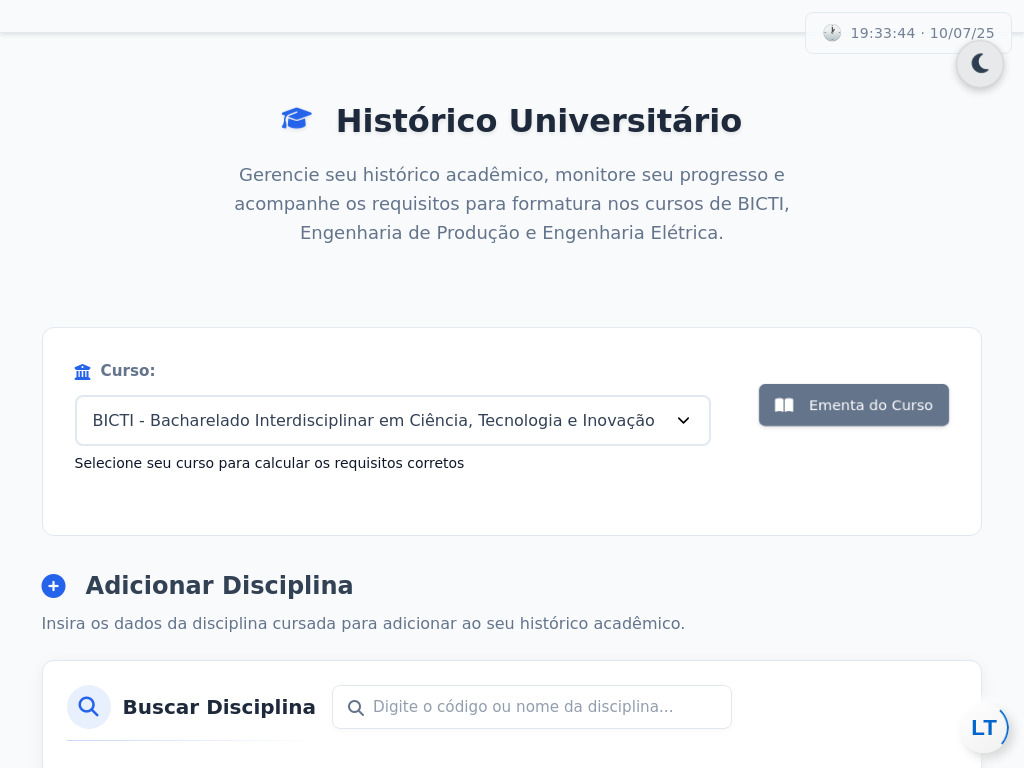 19:33:44 · 10/07/25
Histórico Universitário
Gerencie seu histórico acadêmico, monitore seu progresso e
acompanhe os requisitos para formatura nos cursos de BICTI,
Engenharia de Produção e Engenharia Elétrica.
Curso:
BICTI - Bacharelado Interdisciplinar em Ciência, Tecnologia e Inovação
Ementa do Curso
Selecione seu curso para calcular os requisitos corretos
Adicionar Disciplina
Insira os dados da disciplina cursada para adicionar ao seu histórico acadêmico.
Buscar Disciplina
Digite o código ou nome da disciplina...
LT